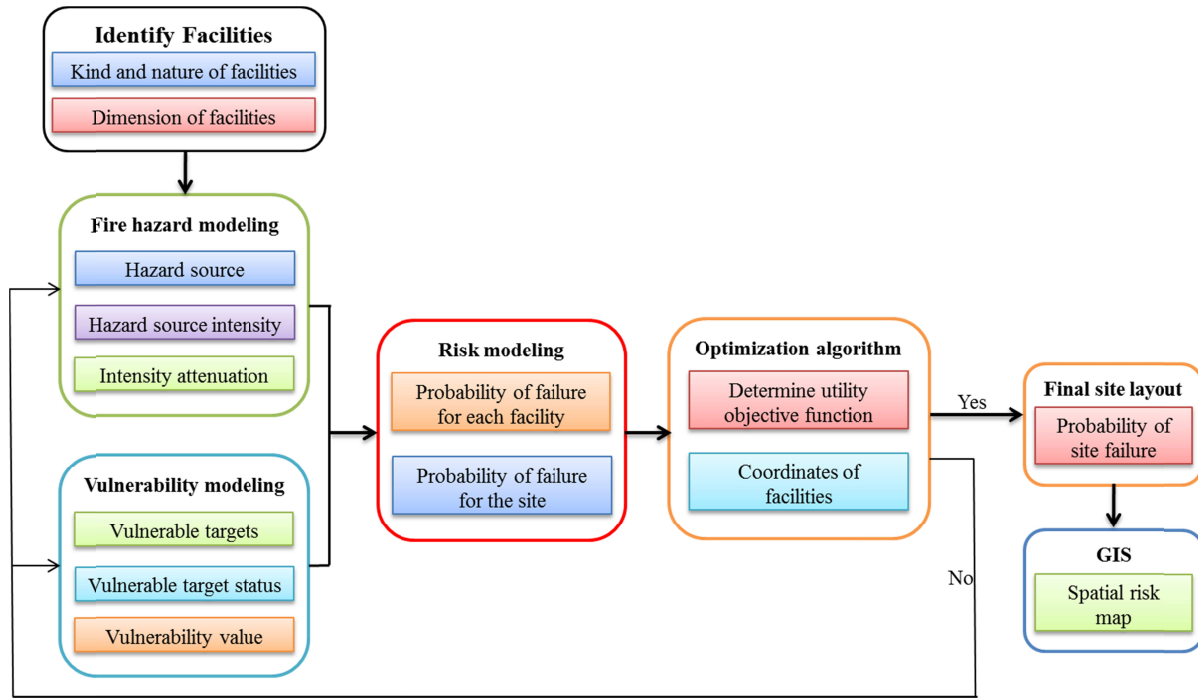 Identify Facilities
Kind and nature of facilities
Dimension of facilities
Fire hazard modeling
Hazard source
Hazard source intensity
Intensity attenuation
Vulnerability modeling
Vulnerable targets
Vulnerable target status
Vulnerability value
Risk modeling
Probability of failure
for each facility
Probability of failure
for the site
Optimization algorithm
Determine utility
objective function
Coordinates of
facilities
Yes
No
Final site layout
Probability of
site failure
GIS
Spatial risk
map